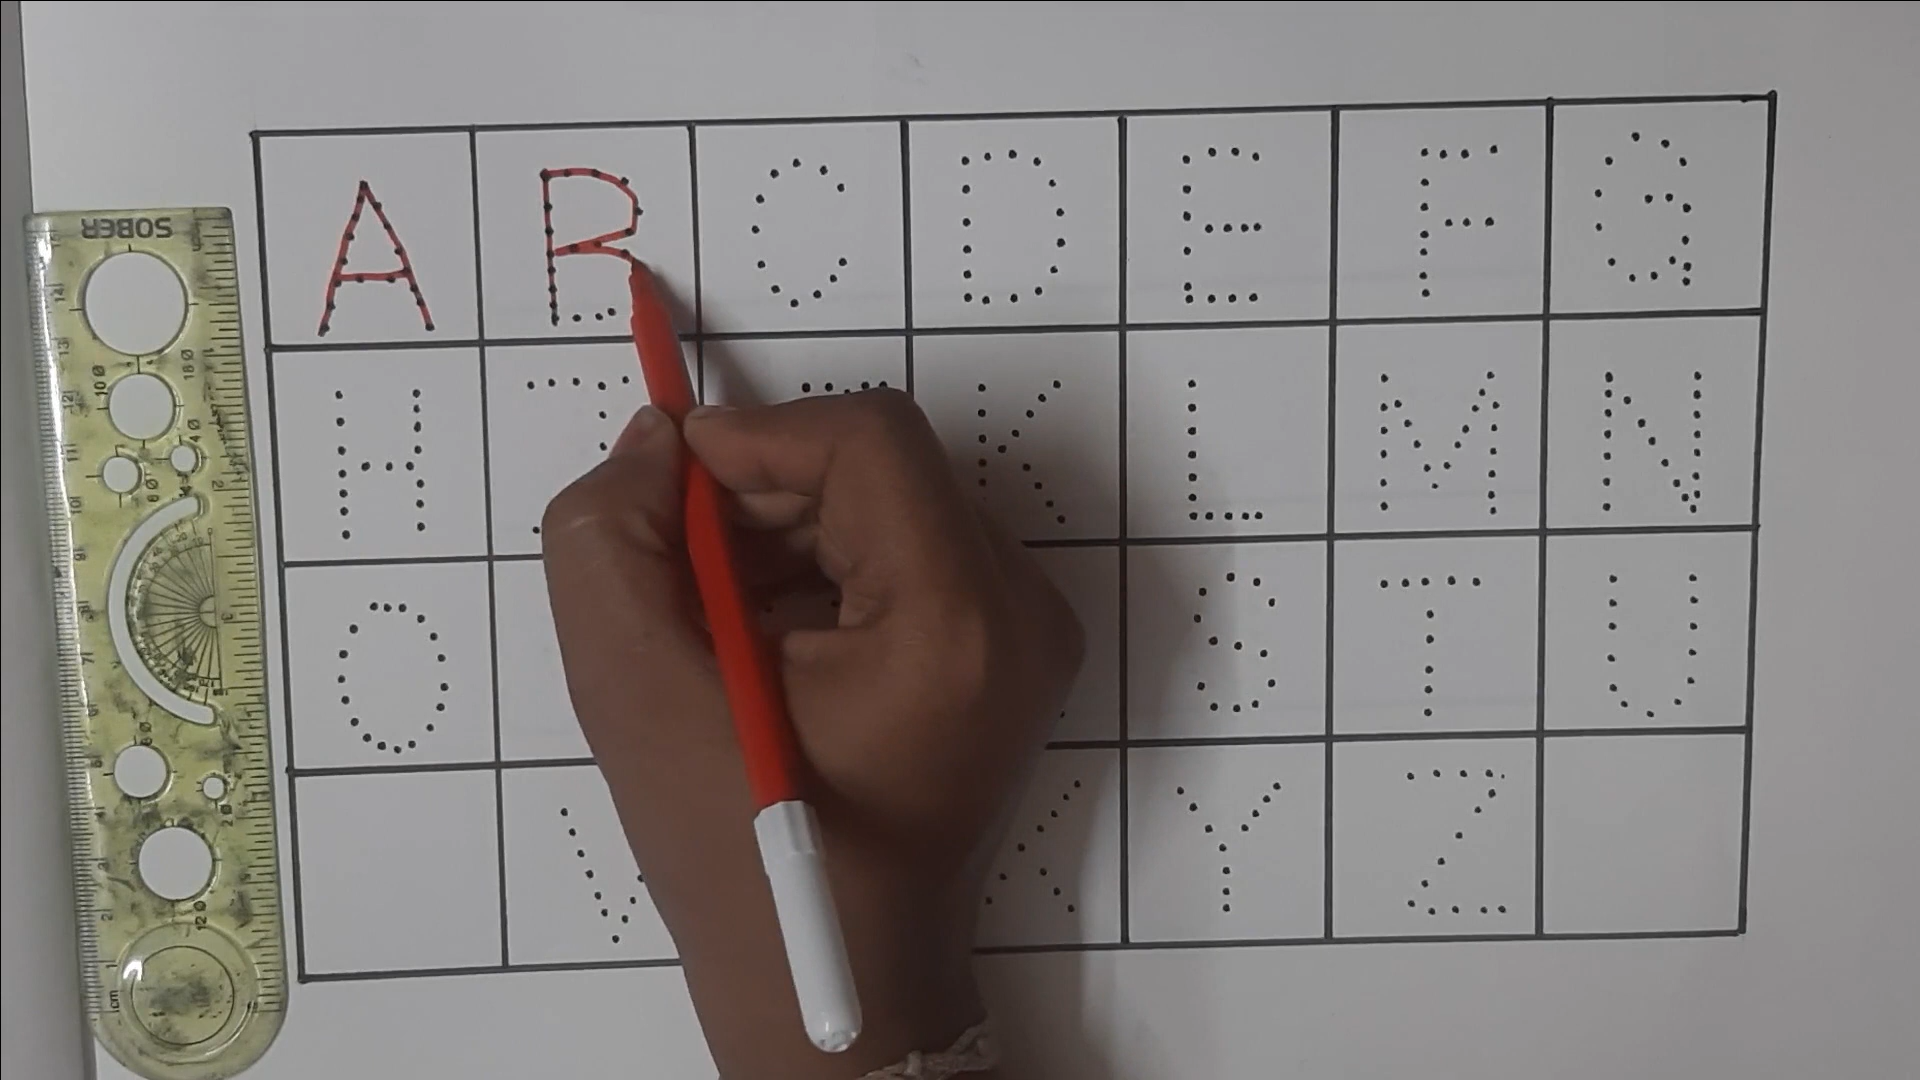 A B C D E F G
H I J K L M N
O S T U
V X Y Z
SOBER